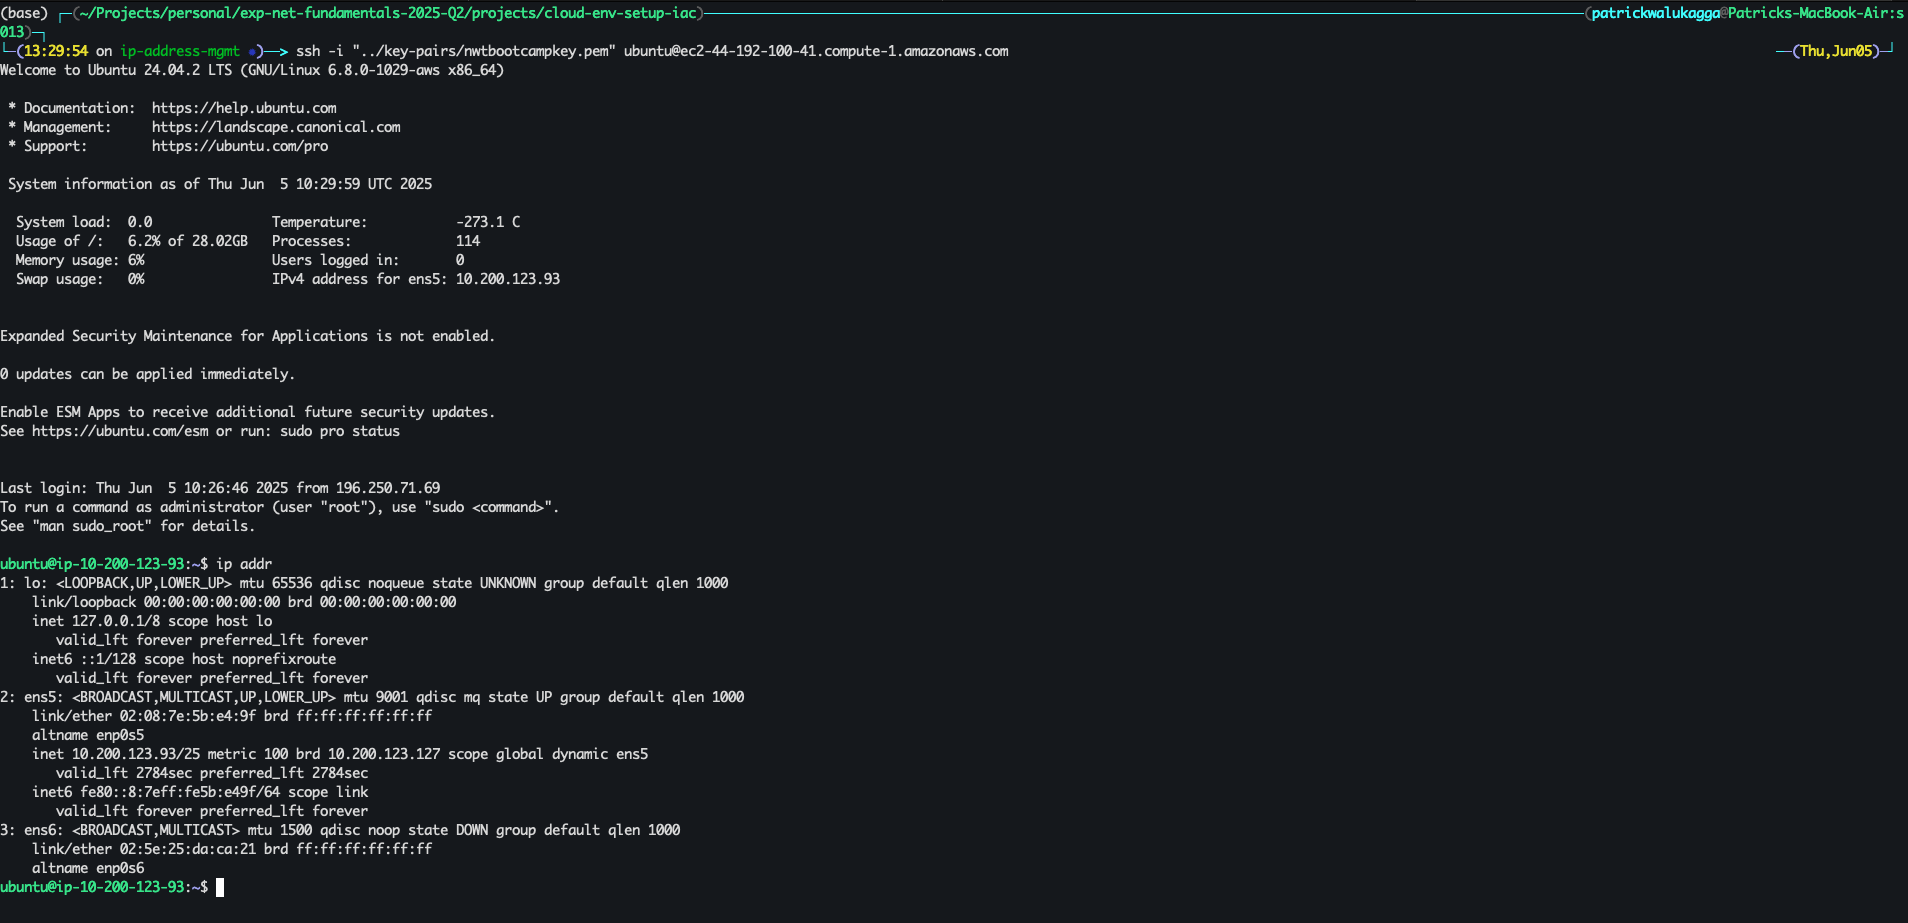 (base) ┌─(~/Projects/personal/exp-net-fundamentals-2025-Q2/projects/cloud-env-setup-iac)─(patrickwalukagga@Patricks-MacBook-Air:s
013)─┐
└─(13:29:54 on ip-address-mgmt ●)──> ssh -i "../key-pairs/nwtbootcampkey.pem" ubuntu@ec2-44-192-100-41.compute-1.amazonaws.com ──(Thu,Jun05)─┘
Welcome to Ubuntu 24.04.2 LTS (GNU/Linux 6.8.0-1029-aws x86_64)
* Documentation:  https://help.ubuntu.com
* Management:     https://landscape.canonical.com
* Support:        https://ubuntu.com/pro
System information as of Thu Jun  5 10:29:59 UTC 2025
System load:  0.0               Temperature:           -273.1 C
Usage of /:   6.2% of 28.02GB   Processes:             114
Memory usage: 6%                Users logged in:       0
Swap usage:   0%                IPv4 address for ens5: 10.200.123.93
Expanded Security Maintenance for Applications is not enabled.
0 updates can be applied immediately.
Enable ESM Apps to receive additional future security updates.
See https://ubuntu.com/esm or run: sudo pro status
Last login: Thu Jun  5 10:26:46 2025 from 196.250.71.69
To run a command as administrator (user "root"), use "sudo <command>".
See "man sudo_root" for details.
ubuntu@ip-10-200-123-93:~$ ip addr
1: lo: <LOOPBACK,UP,LOWER_UP> mtu 65536 qdisc noqueue state UNKNOWN group default qlen 1000
link/loopback 00:00:00:00:00:00 brd 00:00:00:00:00:00
inet 127.0.0.1/8 scope host lo
valid_lft forever preferred_lft forever
inet6 ::1/128 scope host noprefixroute
valid_lft forever preferred_lft forever
2: ens5: <BROADCAST,MULTICAST,UP,LOWER_UP> mtu 9001 qdisc mq state UP group default qlen 1000
link/ether 02:08:7e:5b:e4:9f brd ff:ff:ff:ff:ff:ff
altname enp0s5
inet 10.200.123.93/25 metric 100 brd 10.200.123.127 scope global dynamic ens5
valid_lft 2784sec preferred_lft 2784sec
inet6 fe80::8:7eff:fe5b:e49f/64 scope link
valid_lft forever preferred_lft forever
3: ens6: <BROADCAST,MULTICAST> mtu 1500 qdisc noop state DOWN group default qlen 1000
link/ether 02:5e:25:da:ca:21 brd ff:ff:ff:ff:ff:ff
altname enp0s6
ubuntu@ip-10-200-123-93:~$